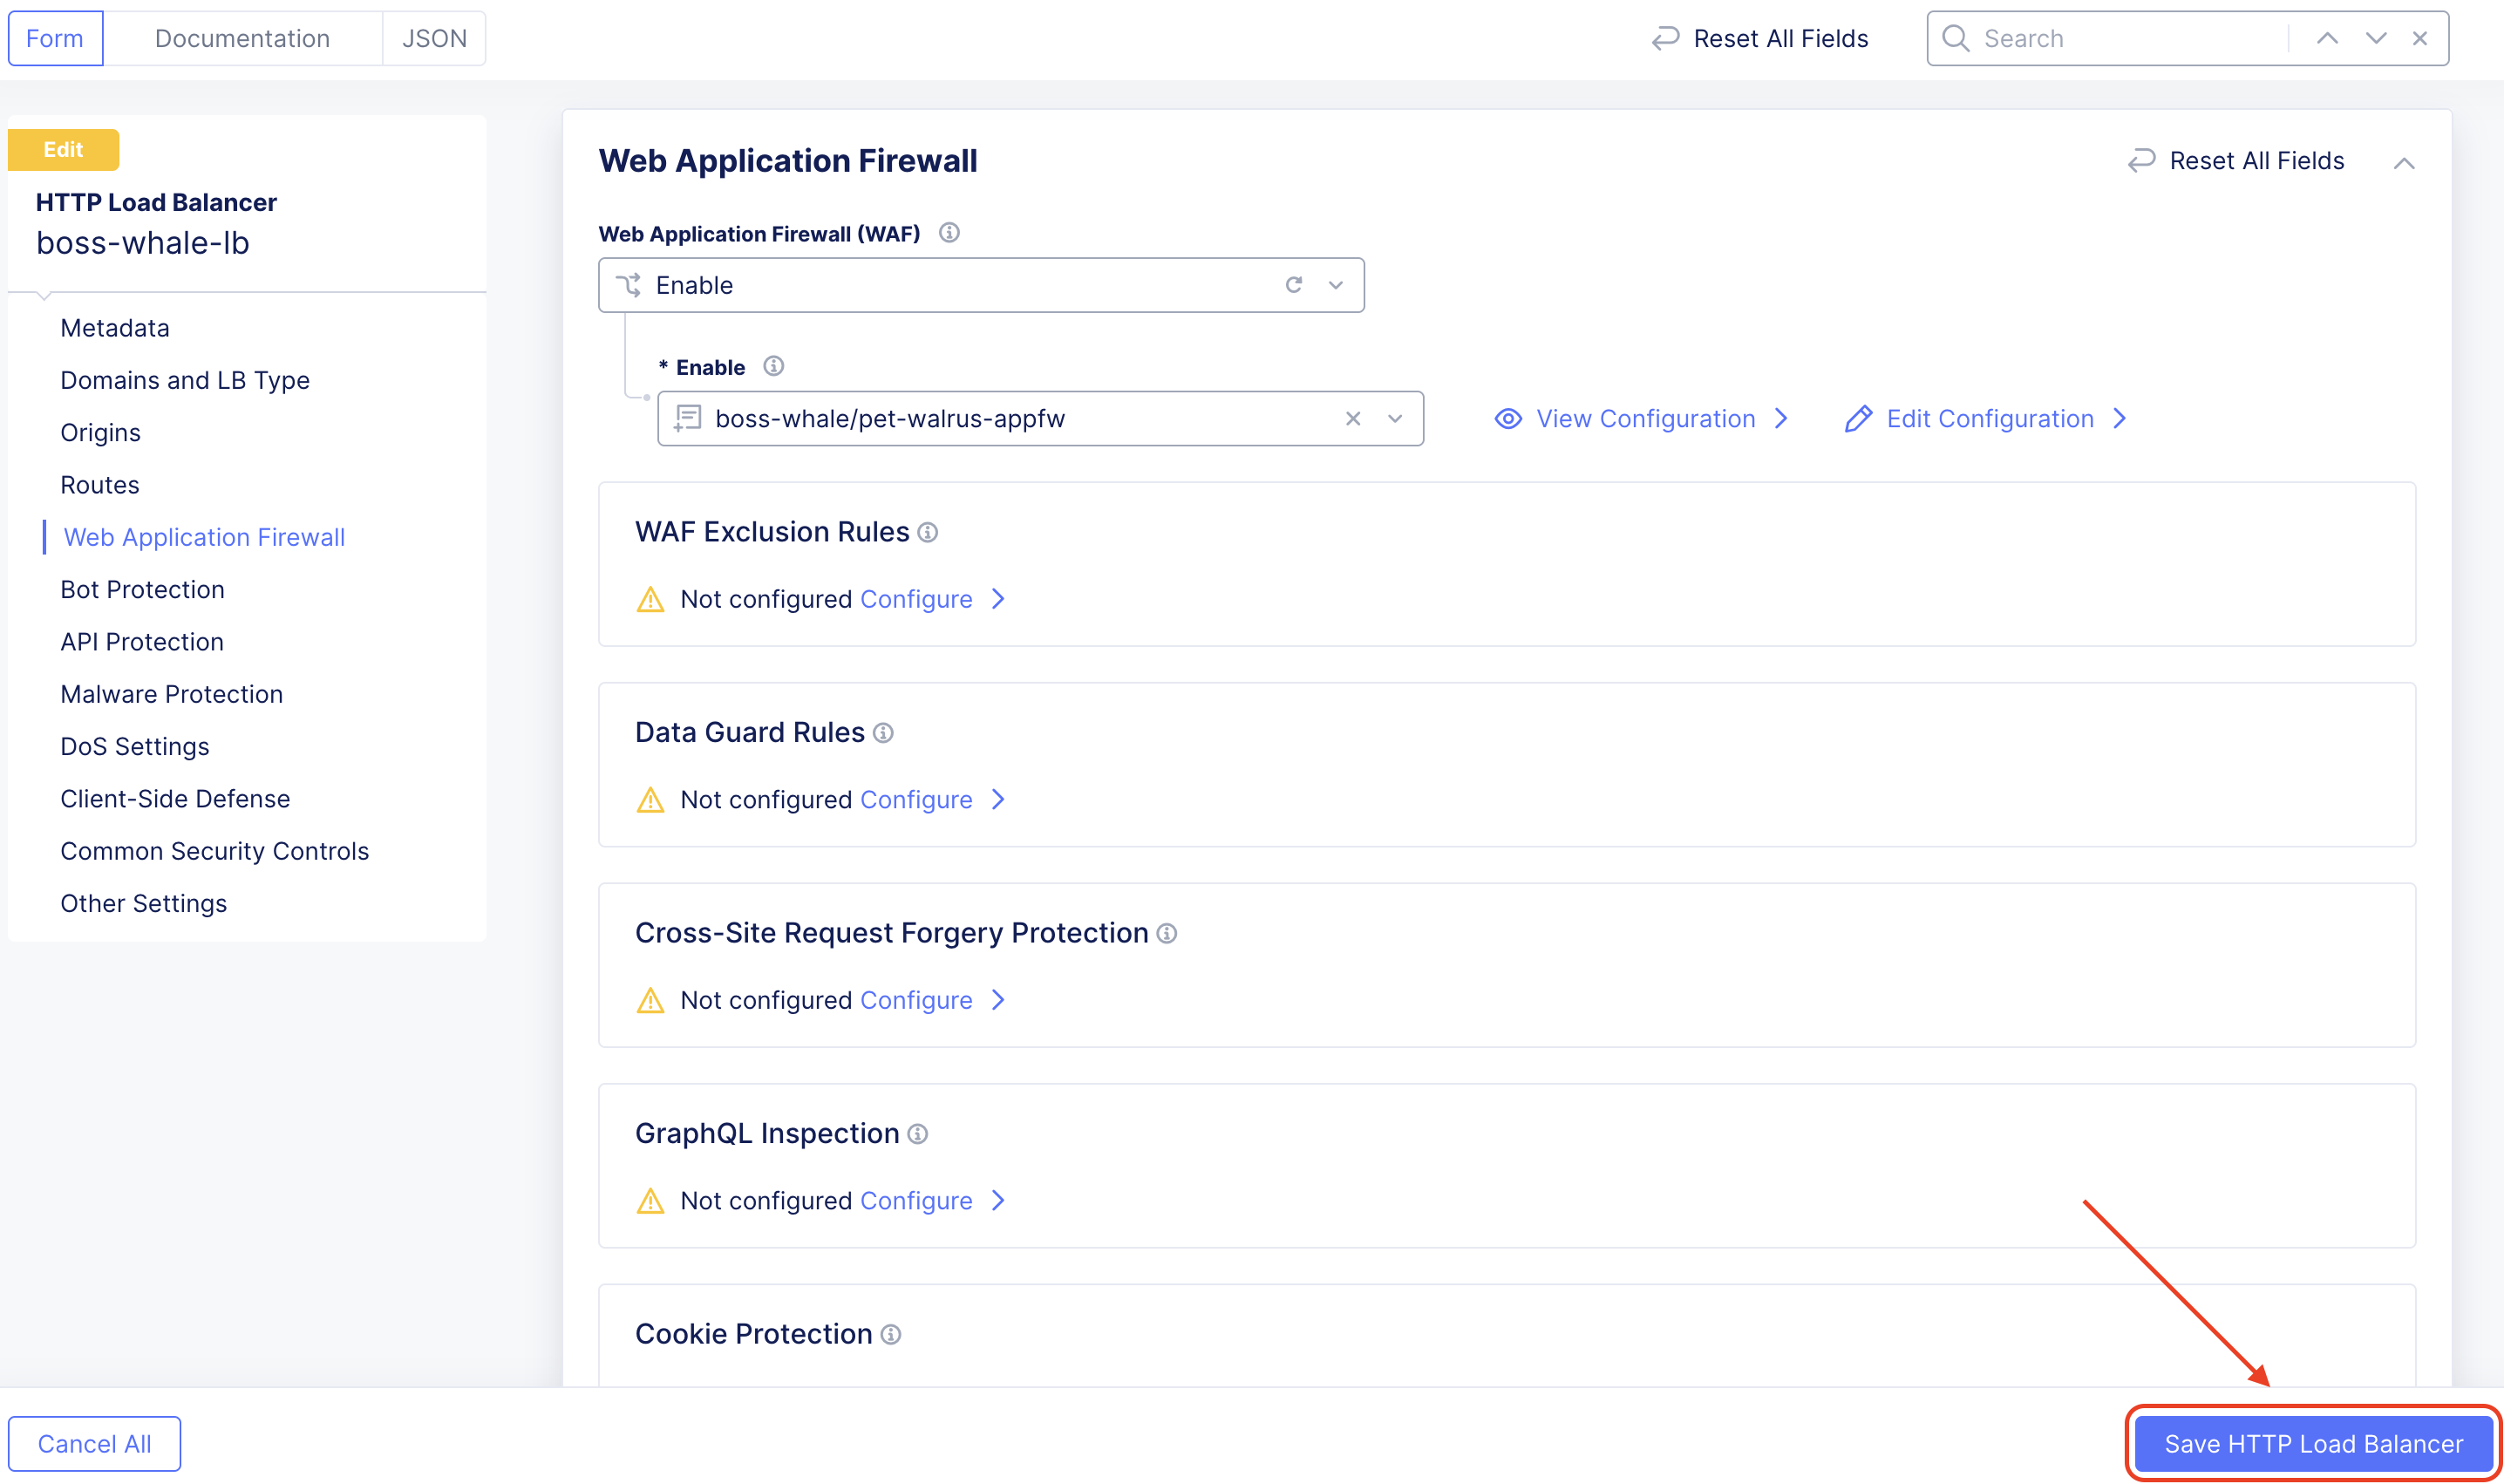 Form
Documentation
JSON
Reset All Fields
Search
Edit
HTTP Load Balancer
boss-whale-lb
Metadata
Domains and LB Type
Origins
Routes
Web Application Firewall
Bot Protection
API Protection
Malware Protection
DoS Settings
Client-Side Defense
Common Security Controls
Other Settings
Web Application Firewall
Reset All Fields
Web Application Firewall (WAF)
Enable
* Enable
boss-whale/pet-walrus-appfw
View Configuration
Edit Configuration
WAF Exclusion Rules
Not configured Configure
Data Guard Rules
Not configured Configure
Cross-Site Request Forgery Protection
Not configured Configure
GraphQL Inspection
Not configured Configure
Cookie Protection
Cancel All
Save HTTP Load Balancer